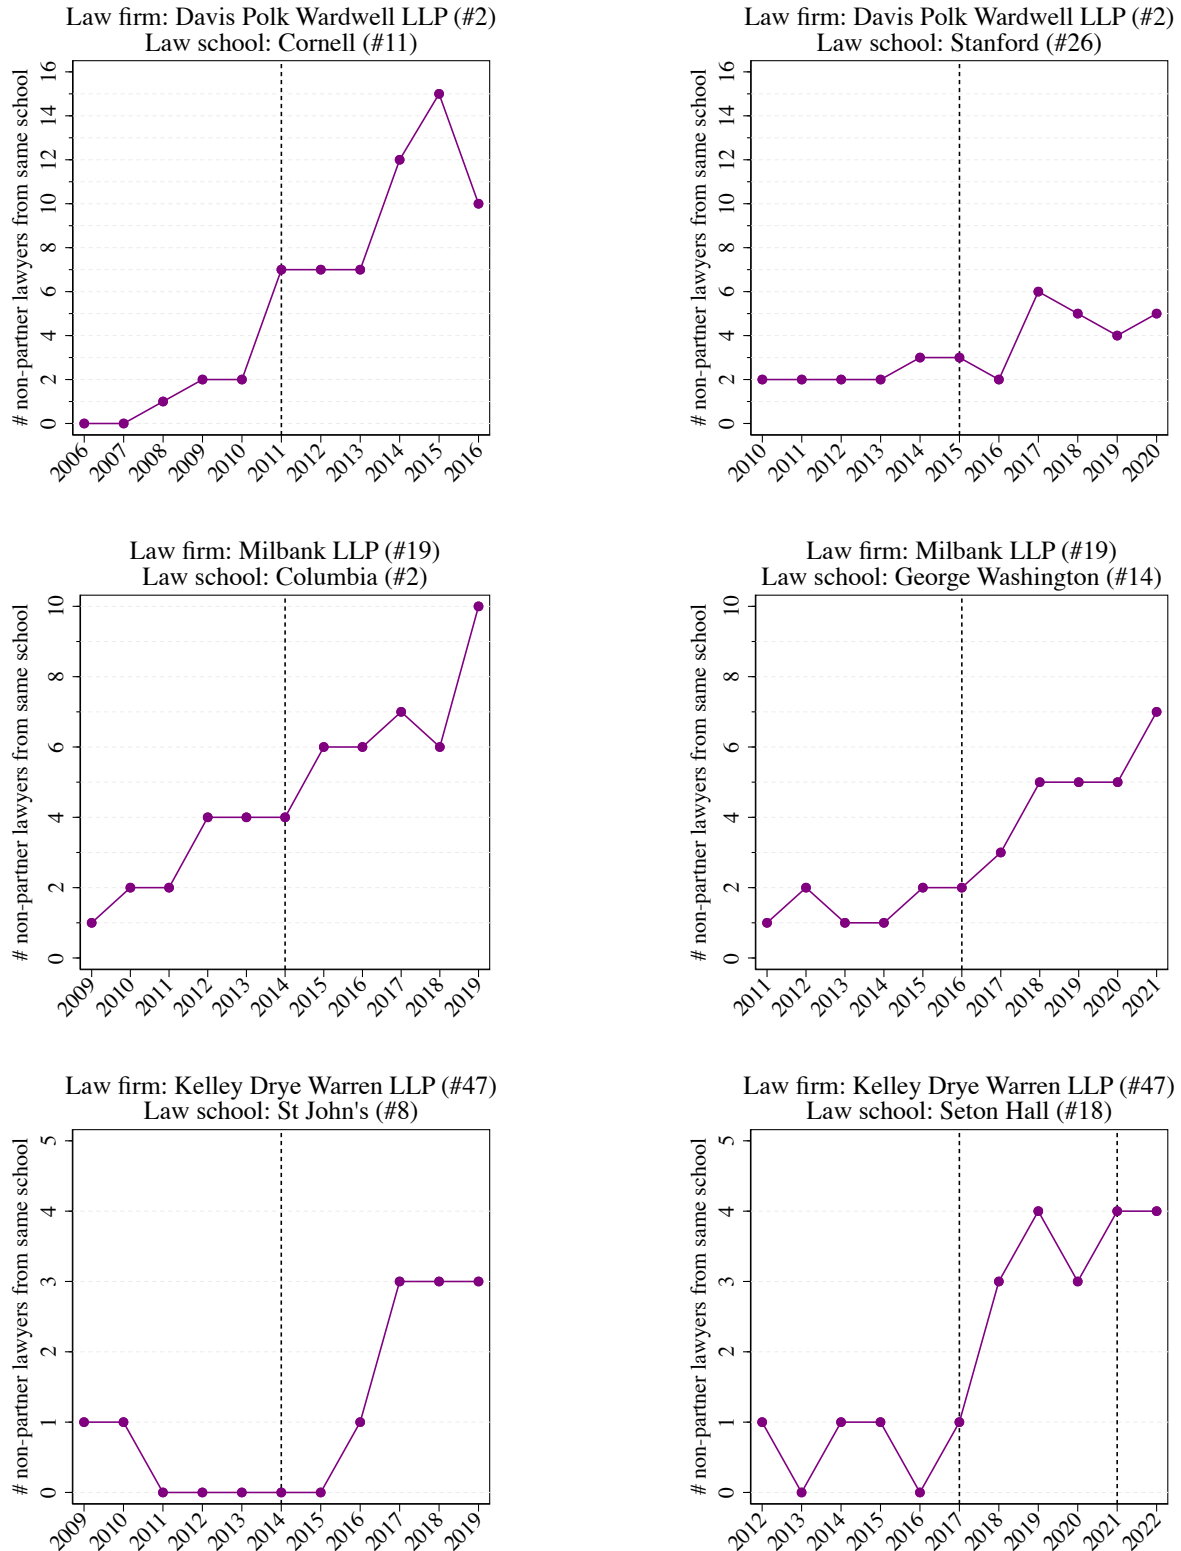 Law firm: Davis Polk Wardwell LLP (#2)
Law school: Cornell (#11)
# non-partner lawyers from same school
16
14
12
10
8
6
4
2
0
2006 2007 2008 2009 2010 2011 2012 2013 2014 2015 2016
Law firm: Davis Polk Wardwell LLP (#2)
Law school: Stanford (#26)
# non-partner lawyers from same school
16
14
12
10
8
6
4
2
0
2010 2011 2012 2013 2014 2015 2016 2017 2018 2019 2020
Law firm: Milbank LLP (#19)
Law school: Columbia (#2)
# non-partner lawyers from same school
10
8
6
4
2
0
2009 2010 2011 2012 2013 2014 2015 2016 2017 2018 2019
Law firm: Milbank LLP (#19)
Law school: George Washington (#14)
# non-partner lawyers from same school
10
8
6
4
2
0
2011 2012 2013 2014 2015 2016 2017 2018 2019 2020 2021
Law firm: Kelley Drye Warren LLP (#47)
Law school: St John's (#8)
# non-partner lawyers from same school
5
4
3
2
1
0
2009 2010 2011 2012 2013 2014 2015 2016 2017 2018 2019
Law firm: Kelley Drye Warren LLP (#47)
Law school: Seton Hall (#18)
# non-partner lawyers from same school
5
4
3
2
1
0
2012 2013 2014 2015 2016 2017 2018 2019 2020 2021 2022